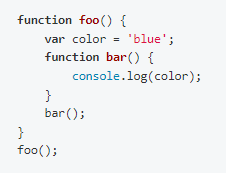 function foo() {
    var color = 'blue';
    function bar() {
        console.log(color);
    }
    bar();
}
foo();